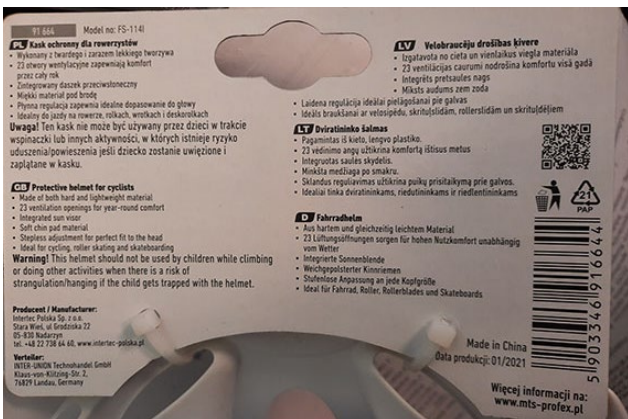 91 664
Model no: FS-114I
PL Kask ochronny dla rowerzystów
• Wykonany z twardego i zarazem lekkiego tworzywa
• 23 otwory wentylacyjne zapewniają komfort
przez cały rok
• Zintegrowany daszek przeciwsłoneczny
• Miękki materiał pod brodę
• Płynna regulacja zapewnia idealne dopasowanie do głowy
• Idealny do jazdy na rowerze, rolkach, wrotkach i deskorolkach
Uwaga! Ten kask nie może być używany przez dzieci w trakcie
wspinaczki lub innych aktywności, w których istnieje ryzyko
uduszenia/powieszenia jeśli dziecko zostanie uwięzione i
zaplątane w kasku.
GB Protective helmet for cyclists
• Made of both hard and lightweight material
• 23 ventilation openings for year-round comfort
• Integrated sun visor
• Soft chin pad material
• Stepless adjustment for perfect fit to the head
• Ideal for cycling, roller skating and skateboarding
Warning! This helmet should not be used by children while climbing
or doing other activities when there is a risk of
strangulation/hanging if the child gets trapped with the helmet.
Producent / Manufacturer:
Intertec Polska Sp. z o.o.
Stara Wieś, ul Grodziska 22
05-830 Nadarzyn
tel. +48 22 738 64 60, www.intertec-polska.pl
Verteiler:
INTER-UNION Technohandel GmbH
Klaus-von-Klitzing-Str. 2,
76829 Landau, Germany
LV Velobraucēju drošības ķivere
• Izgatavota no cieta un vienlaikus viegla materiāla
• 23 ventilācijas caurumi nodrošina komfortu visā gadā
• Integrēts pretsaules nags
• Miksts audums zem zoda
• Laidena regulācija ideālai pielāgošanai pie galvas
• Ideāls braukšanai ar velosipēdu, skrituļslidām, rollerslidām un skrituļdēļiem
LT Dviratininko šalmas
• Pagamintas iš kieto, lengvo plastiko.
• 23 vėdinimo angų užtikrina komfortą ištisus metus
• Integruotas saulės skydelis.
• Minkšta medžiaga po smakru.
• Sklandus reguliavimas užtikrina puikų prisitaikymą prie galvos.
• Idealiai tinka dviratininkams, riedutininkams ir riedlentininkams
D Fahrradhelm
• Aus hartem und gleichzeitig leichtem Material
• 23 Lüftungsöffnungen sorgen für hohen Nutzkomfort unabhängig
vom Wetter
• Integrierte Sonnenblende
• Weichgepolsterter Kinnriemen
• Stufenlose Anpassung an jede Kopfgröße
• Ideal für Fahrrad, Roller, Rollerblades und Skateboards
21
PAP
5 903346 916644
Made in China
Data produkcji: 01/2021
Więcej informacji na:
www.mts-profex.pl